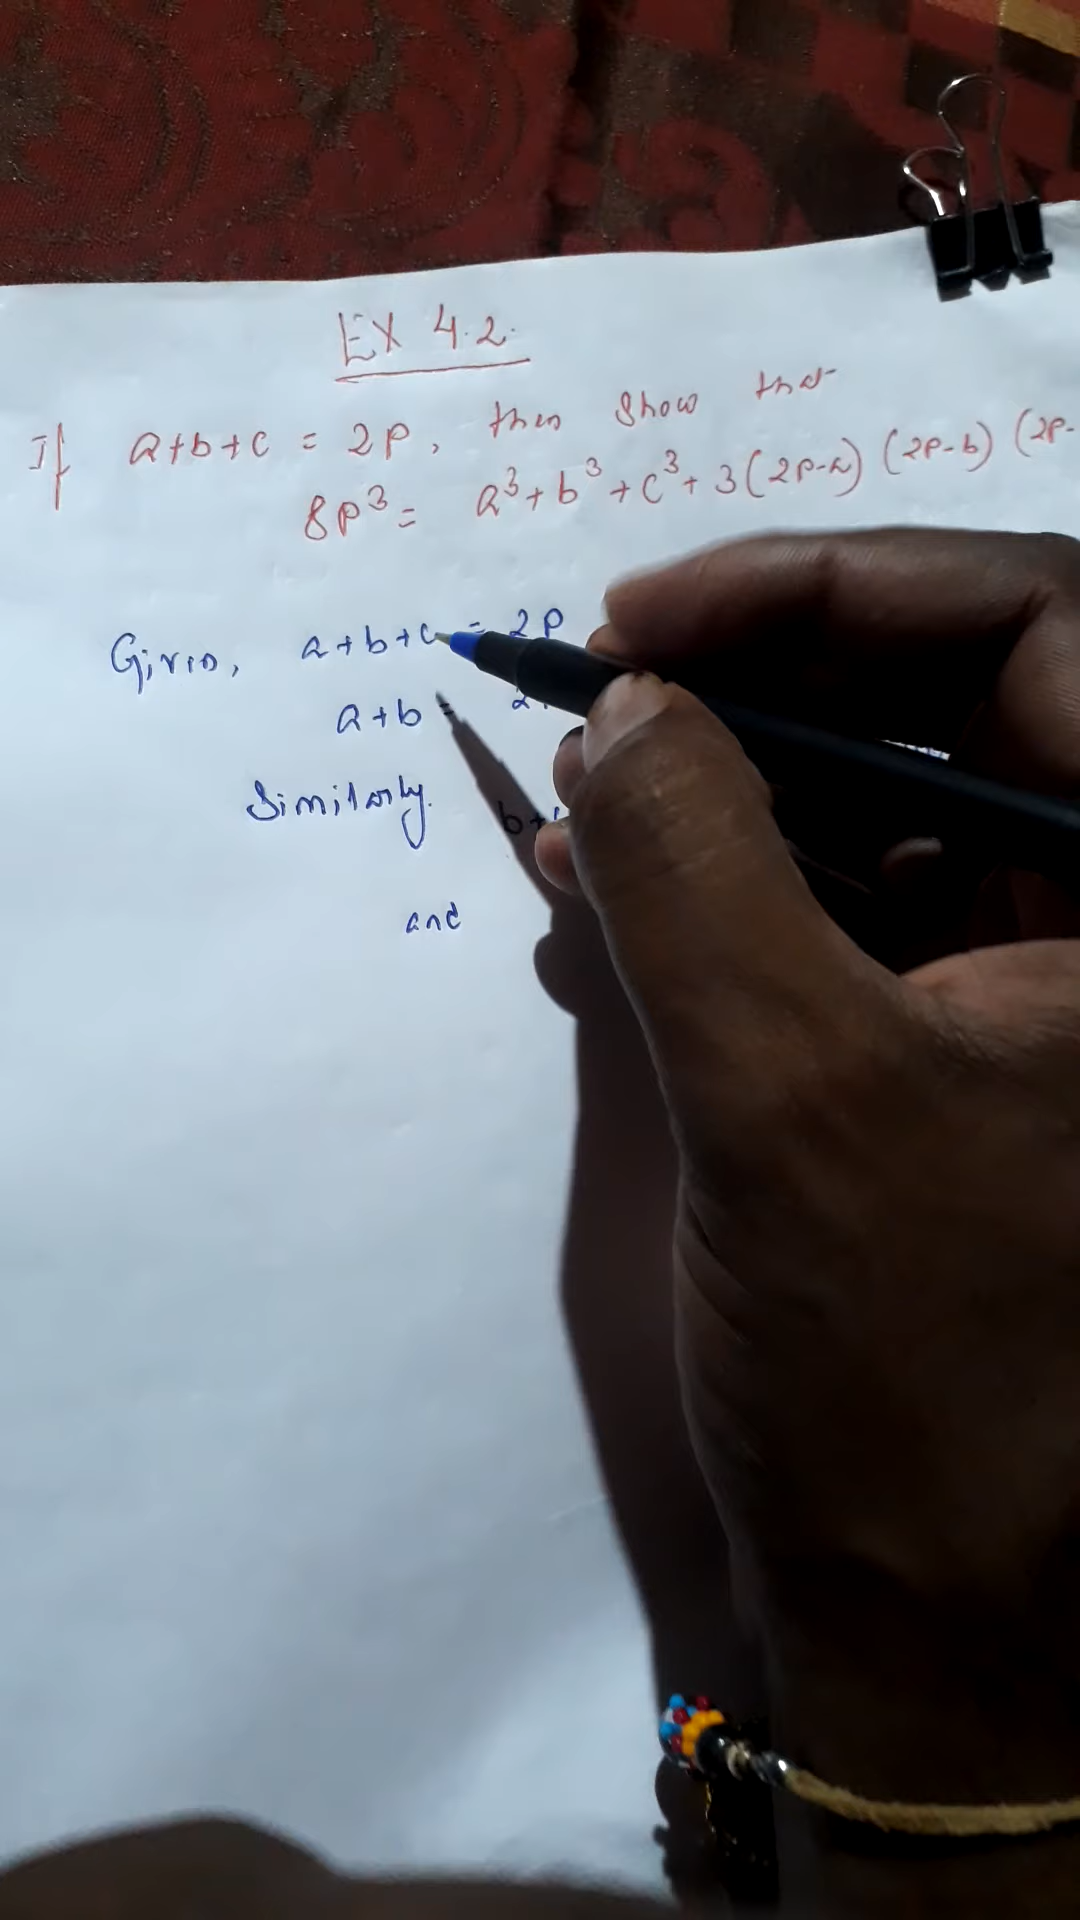 EX 4.2.
If a+b+c = 2p, then show that
8p³ = a³+b³+c³+3(2p-a)(2p-b)(2p-
Given, a+b+c = 2p
a+b = 2
Similarly. b+c
and